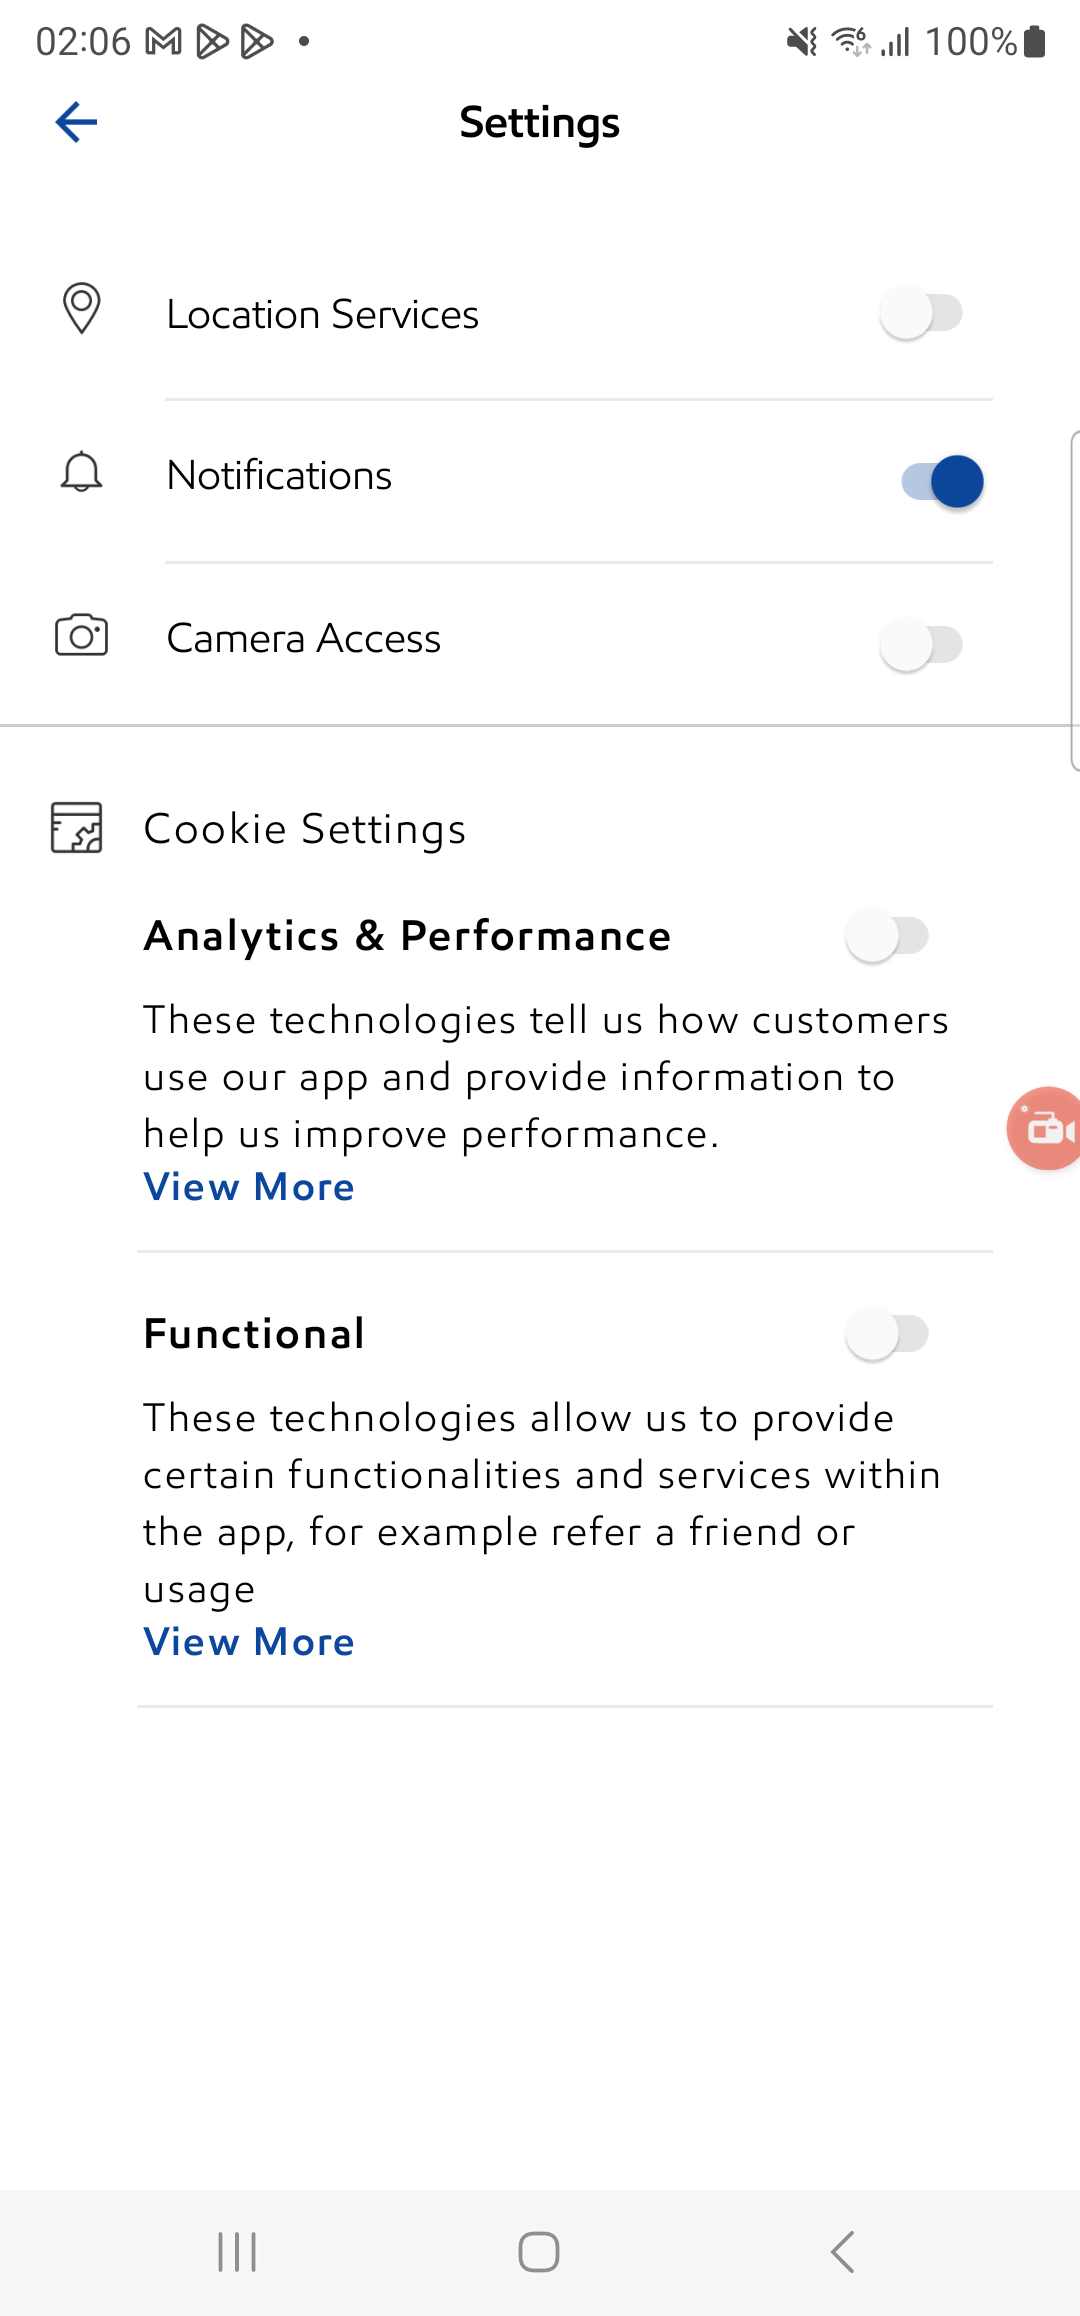 02:06
100%
Settings
Location Services
Notifications
Camera Access
Cookie Settings
Analytics & Performance
These technologies tell us how customers
use our app and provide information to
help us improve performance.
View More
Functional
These technologies allow us to provide
certain functionalities and services within
the app, for example refer a friend or
usage
View More